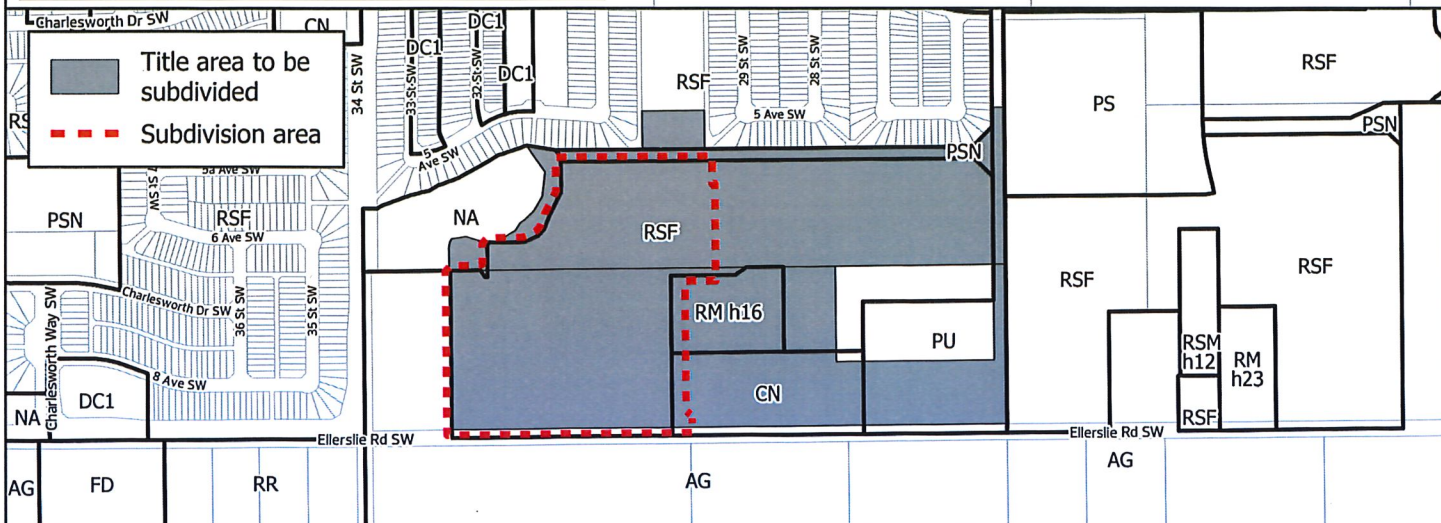 Charlesworth Dr SW
CN
DC1
DC1
DC1
33 St SW
32 St SW
34 St SW
Title area to be
subdivided
Subdivision area
RSF
29 St SW
28 St SW
5 Ave SW
5
Ave SW
PS
RSF
PSN
PSN
5a Ave SW
PSN
RSF
6 Ave SW
NA
RSF
RSF
RSF
Charlesworth Dr SW
36 St SW
35 St SW
Charlesworth Way SW
RM h16
PU
RSM
h12
RM
h23
8 Ave SW
DC1
NA
CN
RSF
Ellerslie Rd SW
Ellerslie Rd SW
AG
FD
RR
AG
AG